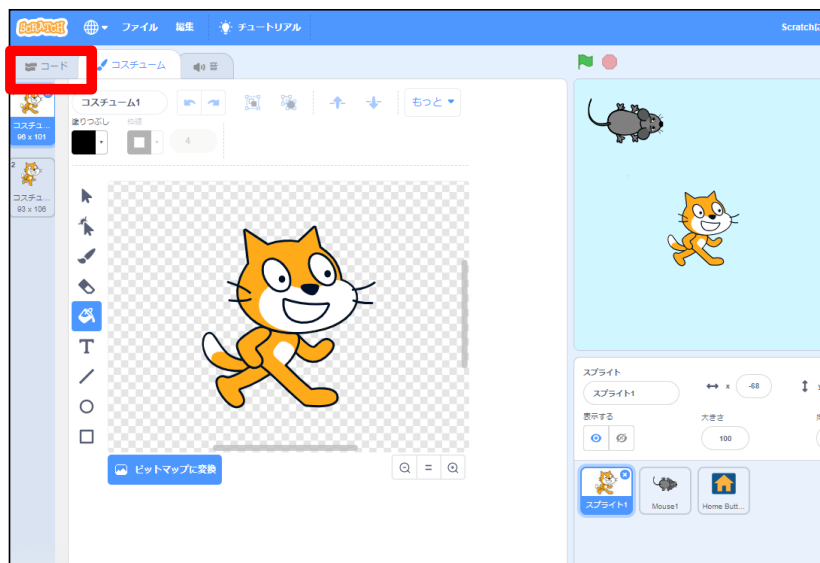 SCRATCH ファイル 編集 チュートリアル Scratchに
コード コスチューム 音
コスチューム1 もっと
塗りつぶし 枠線
4
コスチュ...
96 x 101
2
コスチュ...
93 x 106
T
ビットマップに変換
スプライト
スプライト1 x -68
表示する 大きさ
100
スプライト1 Mouse1 Home Butt...